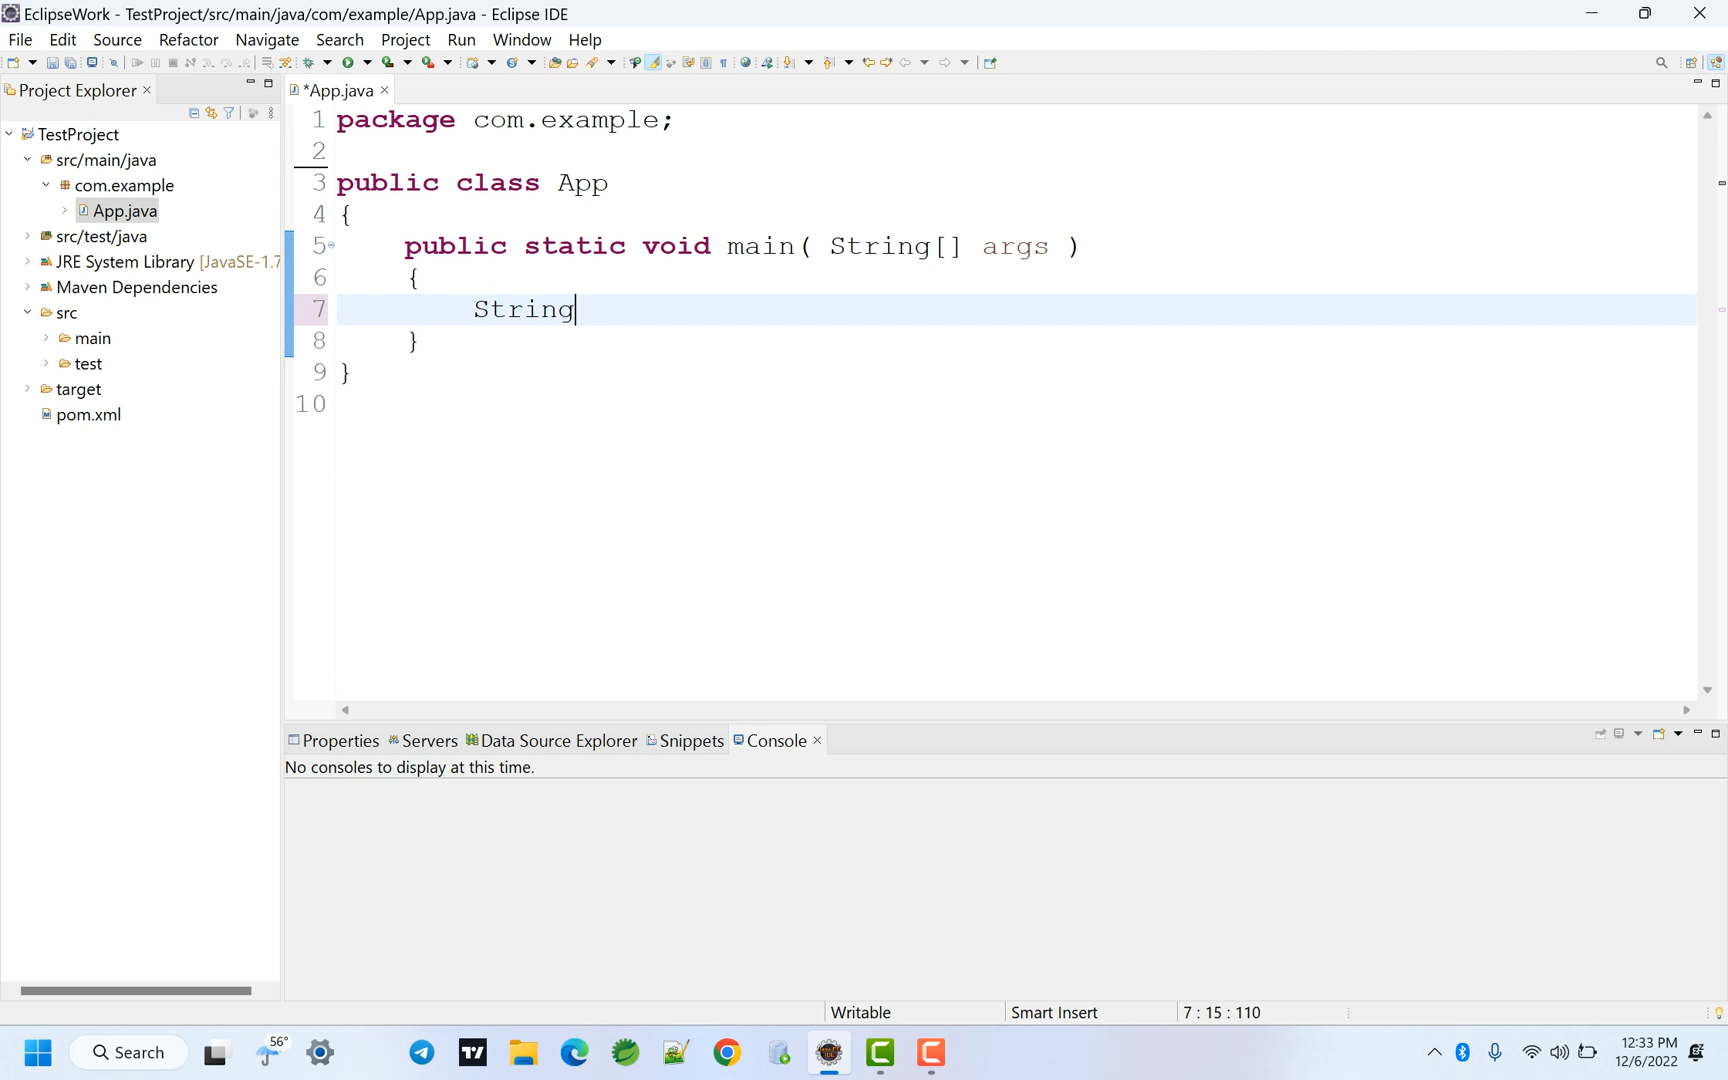 EclipseWork - TestProject/src/main/java/com/example/App.java - Eclipse IDE
File Edit Source Refactor Navigate Search Project Run Window Help
Project Explorer
*App.java
TestProject
src/main/java
com.example
App.java
src/test/java
JRE System Library [JavaSE-1.7
Maven Dependencies
src
main
test
target
pom.xml
1 package com.example;
2
3 public class App
4 {
5 public static void main( String[] args )
6 {
7 String
8 }
9 }
10
Properties Servers Data Source Explorer Snippets Console
No consoles to display at this time.
Writable Smart Insert 7 : 15 : 110
Search 56° 12:33 PM
12/6/2022